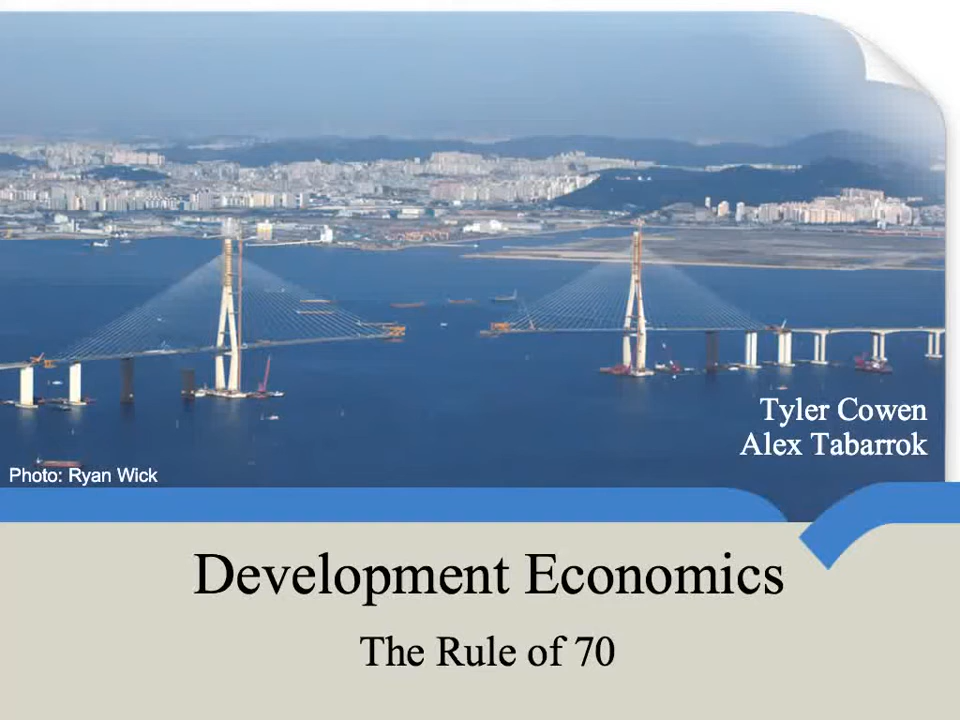 Tyler Cowen
Alex Tabarrok
Photo: Ryan Wick
Development Economics
The Rule of 70